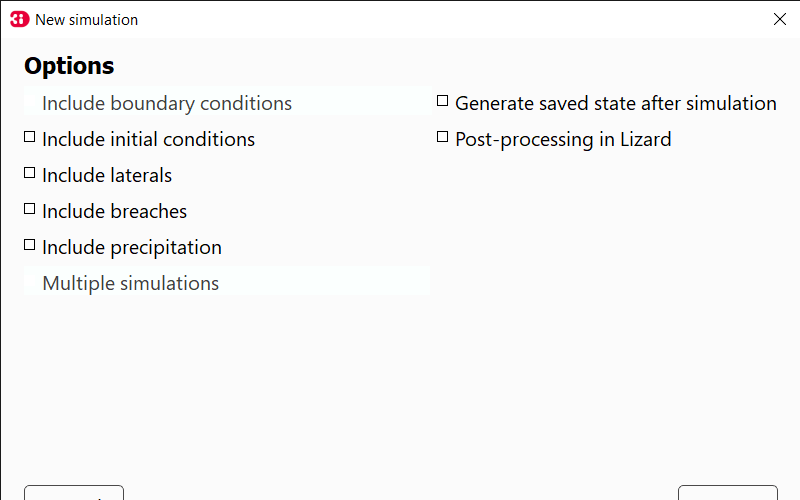 New simulation
Options
Include boundary conditions
Include initial conditions
Include laterals
Include breaches
Include precipitation
Multiple simulations
Generate saved state after simulation
Post-processing in Lizard